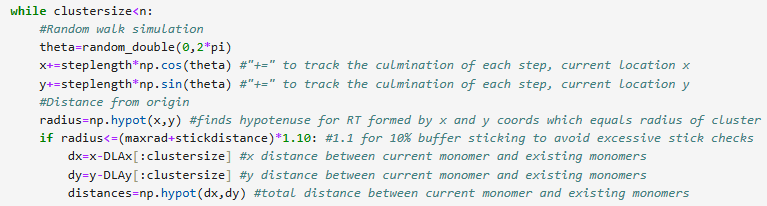 while clustersize<n:
    #Random walk simulation
    theta=random_double(0,2*pi)
    x+=steplength*np.cos(theta) #"+=" to track the culmination of each step, current location x
    y+=steplength*np.sin(theta) #"+=" to track the culmination of each step, current location y
    #Distance from origin
    radius=np.hypot(x,y) #finds hypotenuse for RT formed by x and y coords which equals radius of cluster
    if radius<=(maxrad+stickdistance)*1.10: #1.1 for 10% buffer sticking to avoid excessive stick checks
        dx=x-DLAx[:clustersize] #x distance between current monomer and existing monomers
        dy=y-DLAy[:clustersize] #y distance between current monomer and existing monomers
        distances=np.hypot(dx,dy) #total distance between current monomer and existing monomers